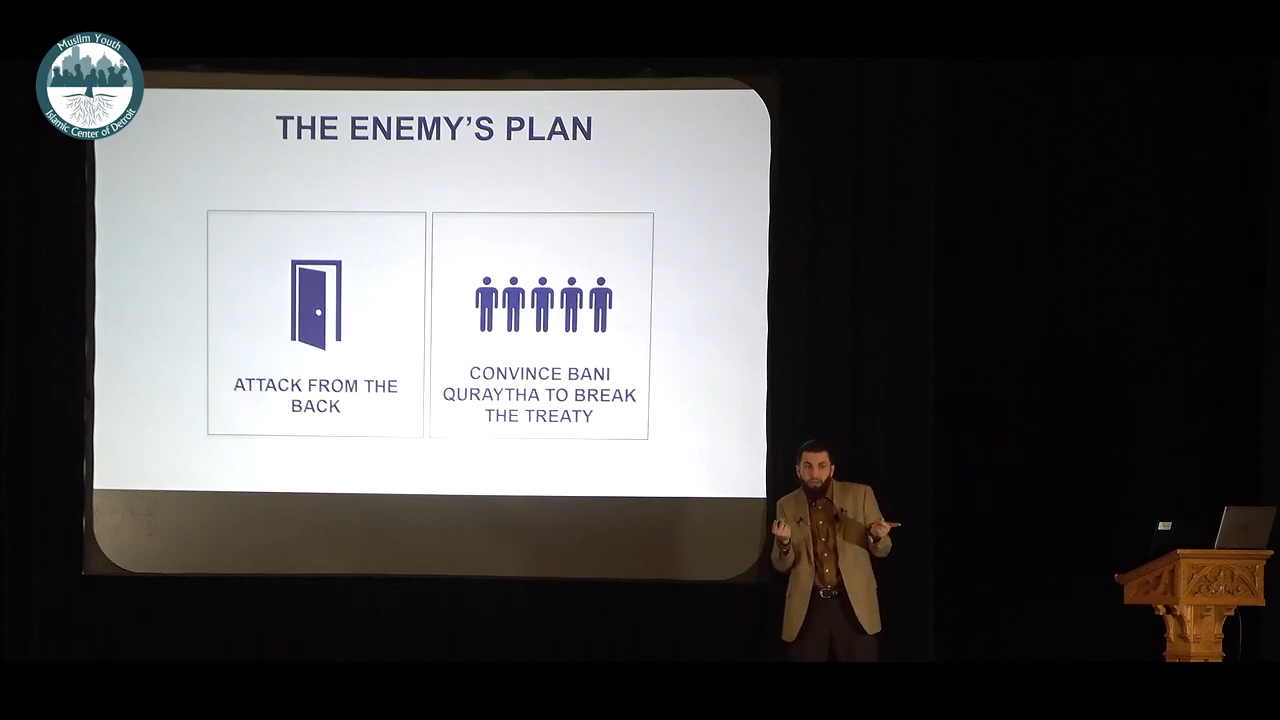 Muslim Youth
Islamic Center of Detroit
THE ENEMY'S PLAN
ATTACK FROM THE
BACK
CONVINCE BANI
QURAYTHA TO BREAK
THE TREATY